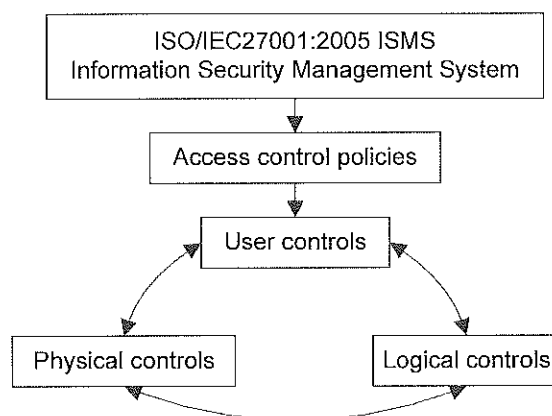 ISO/IEC27001:2005 ISMS
Information Security Management System
Access control policies
User controls
Physical controls
Logical controls